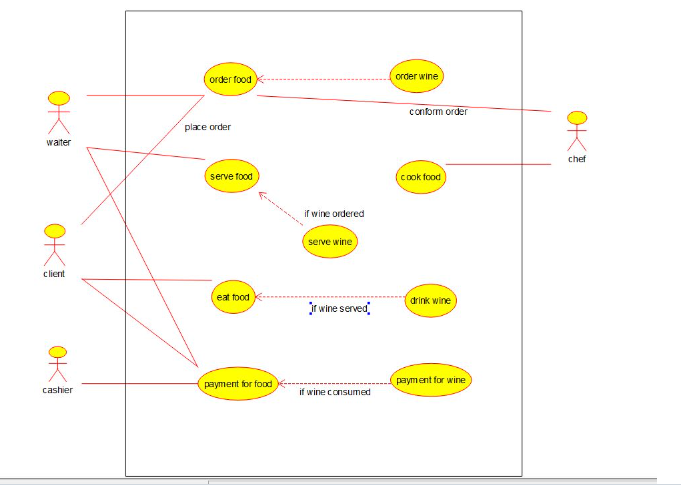 order food
order wine
conform order
waiter
place order
chef
serve food
cook food
if wine ordered
serve wine
client
eat food
drink wine
if wine served
cashier
payment for food
payment for wine
if wine consumed